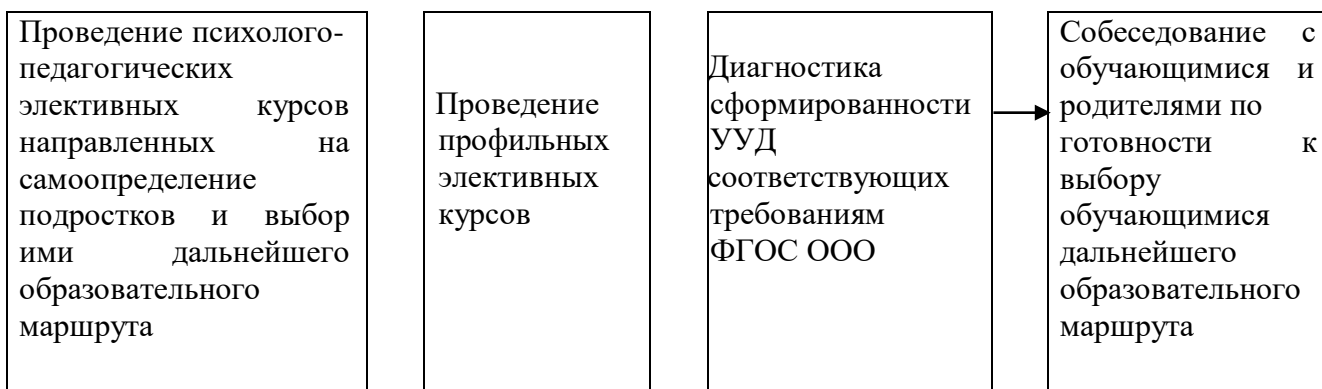 Проведение психолого-
педагогических
элективных курсов
направленных на
самоопределение
подростков и выбор
ими дальнейшего
образовательного
маршрута
Проведение
профильных
элективных
курсов
Диагностика
сформированности
УУД
соответствующих
требованиям
ФГОС ООО
Собеседование с
обучающимися и
родителями по
готовности к
выбору
обучающимися
дальнейшего
образовательного
маршрута